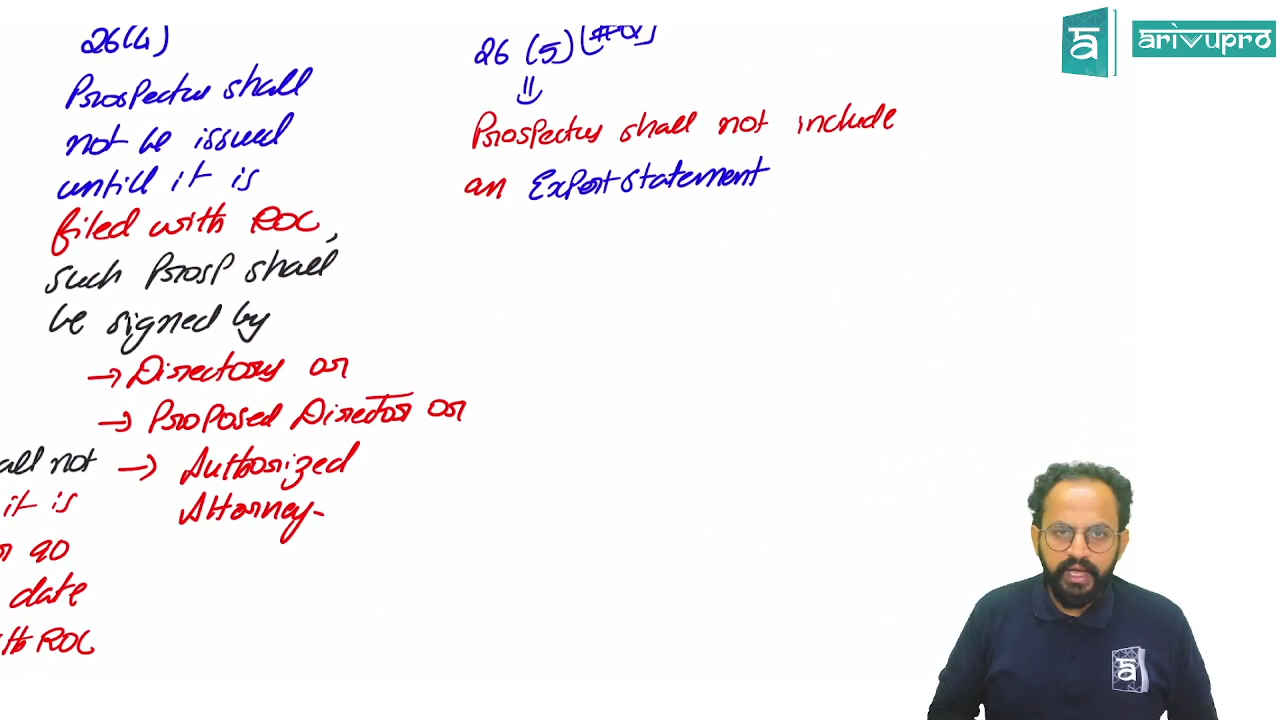 26(4)
Prospectus shall
not be issued
untill it is
filed with ROC,
such Prosp shall
be signed by
→ Directors or
→ Proposed Director or
→ Authorized
Attorney-
all not
it is
90
date
ROC
26 (5)
Prospectus shall not include
an Expert statement
arivupro